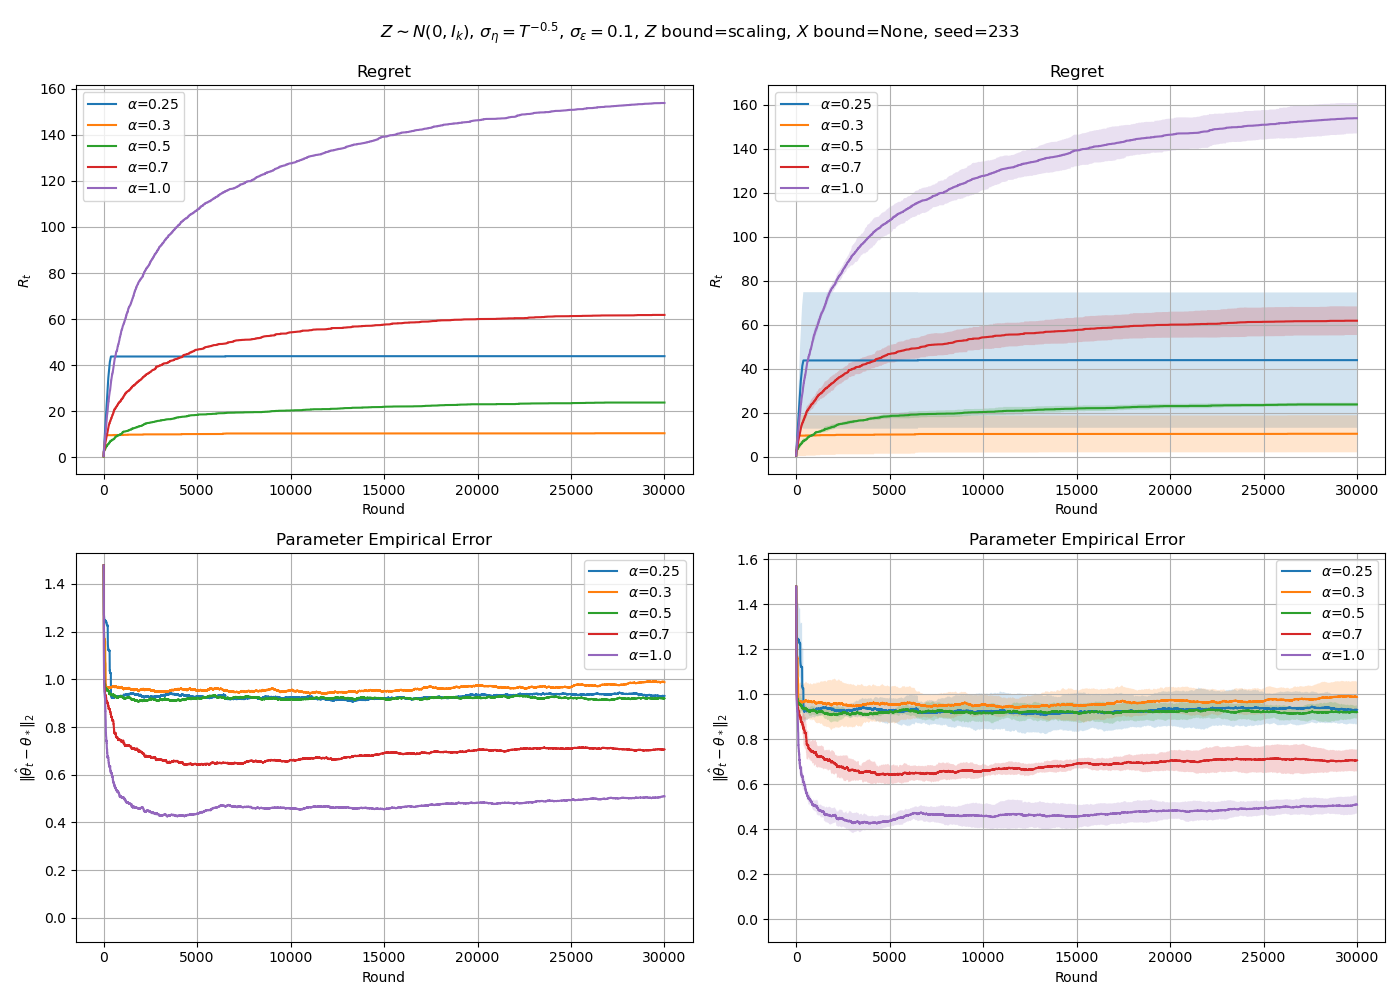 Z ∼ N(0, I_k), σ_η = T^{−0.5}, σ_ε = 0.1, Z bound=scaling, X bound=None, seed=233
Regret
R_t
160
140
120
100
80
60
40
20
0
α=0.25
α=0.3
α=0.5
α=0.7
α=1.0
0 5000 10000 15000 20000 25000 30000
Round
Regret
R_t
160
140
120
100
80
60
40
20
0
α=0.25
α=0.3
α=0.5
α=0.7
α=1.0
0 5000 10000 15000 20000 25000 30000
Round
Parameter Empirical Error
‖θ̂_t − θ_*‖_2
1.4
1.2
1.0
0.8
0.6
0.4
0.2
0.0
α=0.25
α=0.3
α=0.5
α=0.7
α=1.0
0 5000 10000 15000 20000 25000 30000
Round
Parameter Empirical Error
‖θ̂_t − θ_*‖_2
1.6
1.4
1.2
1.0
0.8
0.6
0.4
0.2
0.0
α=0.25
α=0.3
α=0.5
α=0.7
α=1.0
0 5000 10000 15000 20000 25000 30000
Round